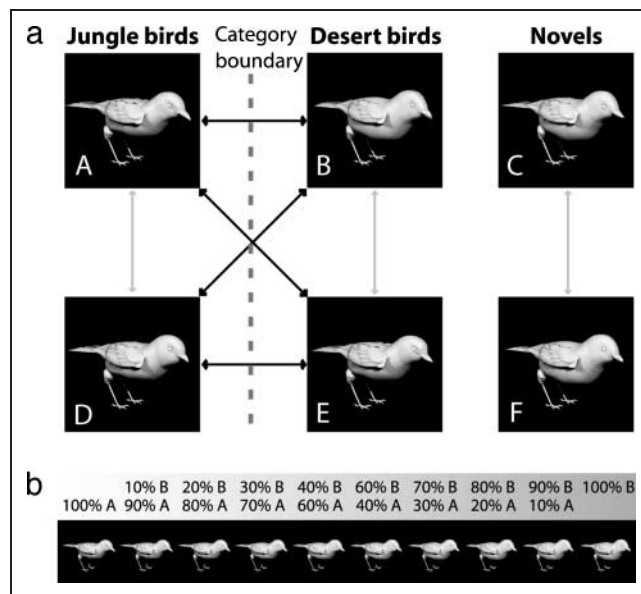 a
Jungle birds
Category
boundary
Desert birds
Novels
A
B
C
D
E
F
b
10% B 20% B 30% B 40% B 60% B 70% B 80% B 90% B 100% B
100% A 90% A 80% A 70% A 60% A 40% A 30% A 20% A 10% A